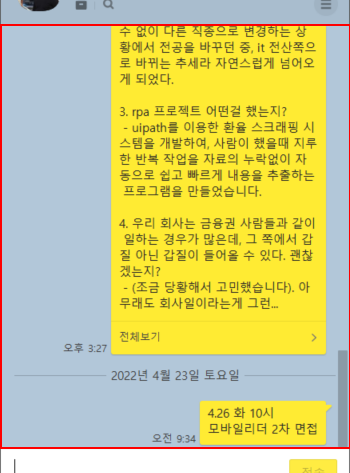 수 없이 다른 직종으로 변경하는 상
황에서 전공을 바꾸던 중, it 전산쪽으
로 바뀌는 추세라 자연스럽게 넘어오
게 되었다.
3. rpa 프로젝트 어떤걸 했는지?
- uipath를 이용한 환율 스크래핑 시
스템을 개발하여, 사람이 했을때 지루
한 반복 작업을 자료의 누락없이 자
동으로 쉽고 빠르게 내용을 추출하는
프로그램을 만들었습니다.
4. 우리 회사는 금융권 사람들과 같이
일하는 경우가 많은데, 그 쪽에서 갑
질 아닌 갑질이 들어올 수 있다. 괜찮
겠는지?
- (조금 당황해서 고민했습니다). 아
무래도 회사일이라는게 그런...
전체보기
오후 3:27
2022년 4월 23일 토요일
4.26 화 10시
모바일리더 2차 면접
오전 9:34
전송